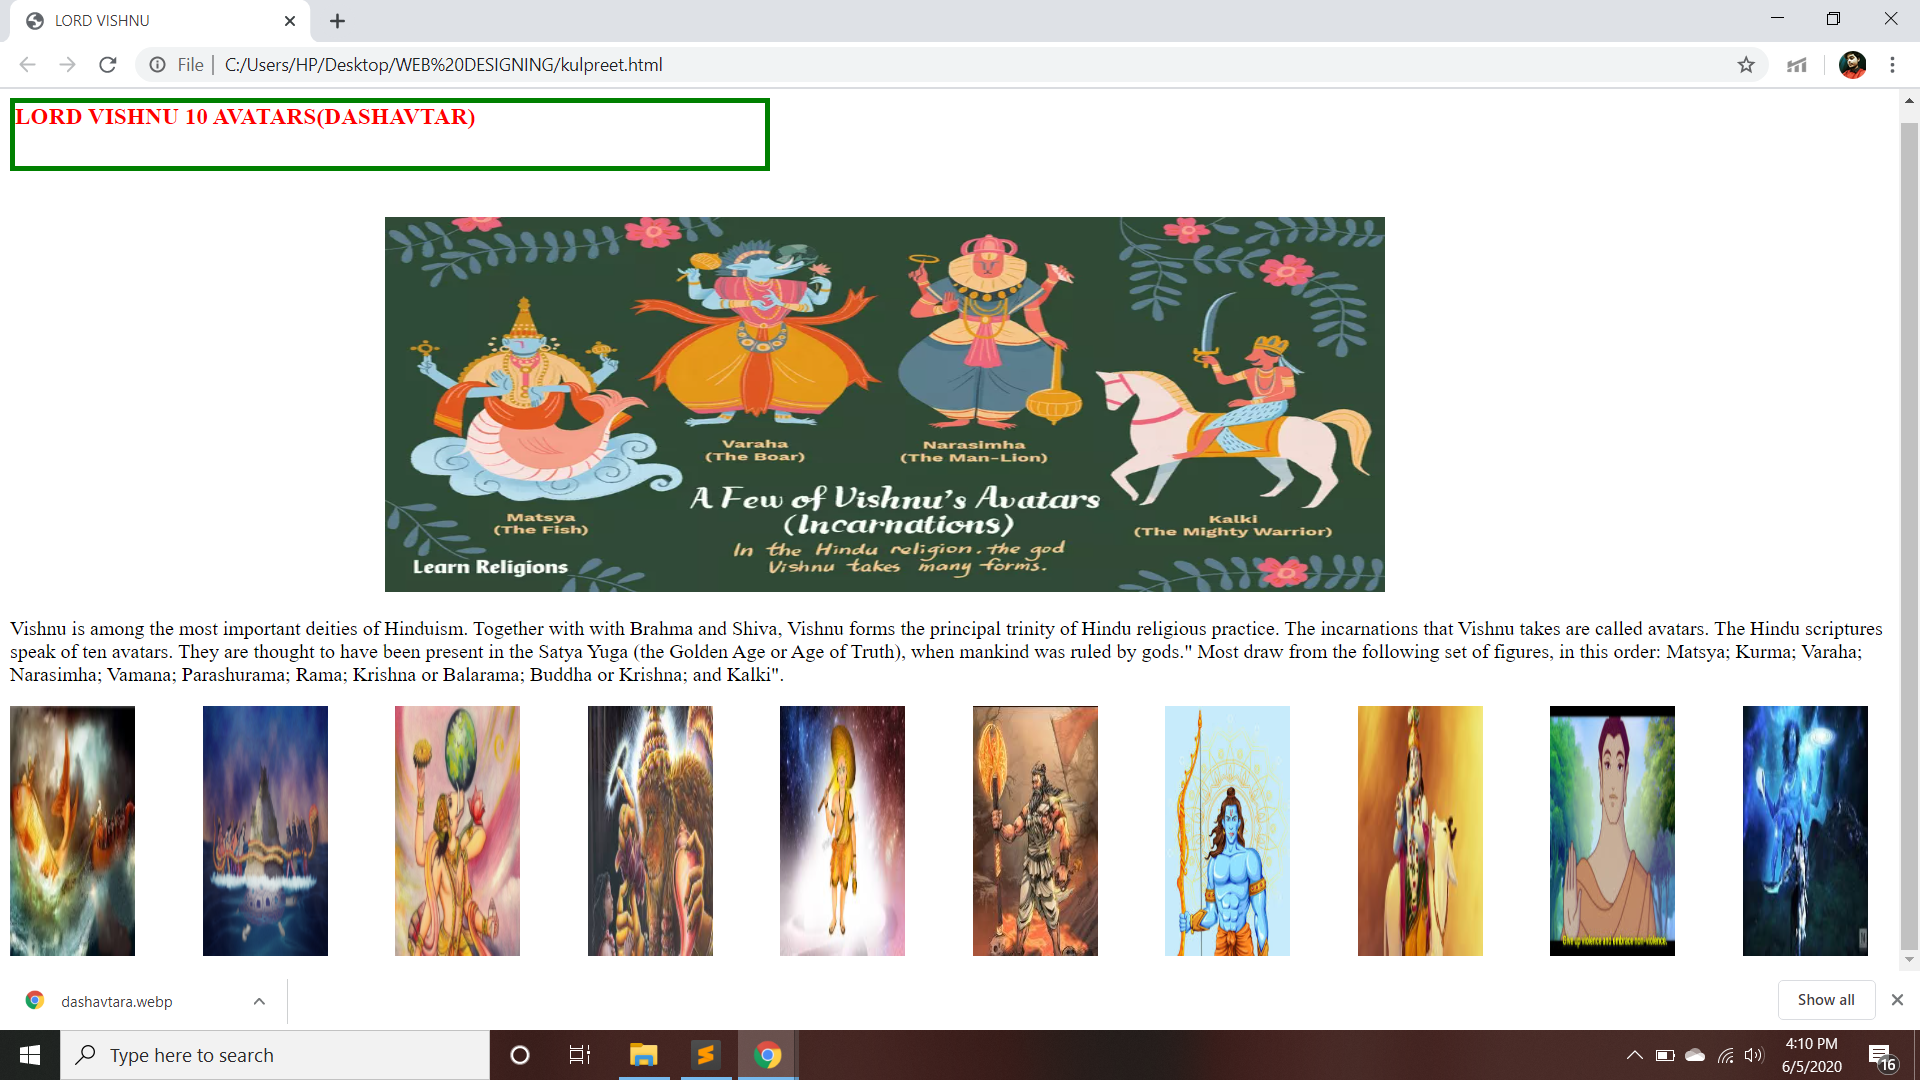 LORD VISHNU
File
C:/Users/HP/Desktop/WEB%20DESIGNING/kulpreet.html
LORD VISHNU 10 AVATARS(DASHAVTAR)
Varaha
(The Boar)
Narasimha
(The Man-Lion)
Matsya
(The Fish)
A Few of Vishnu's Avatars
(Incarnations)
In the Hindu religion, the god
Vishnu takes many forms.
Kalki
(The Mighty Warrior)
Learn Religions
Vishnu is among the most important deities of Hinduism. Together with with Brahma and Shiva, Vishnu forms the principal trinity of Hindu religious practice. The incarnations that Vishnu takes are called avatars. The Hindu scriptures
speak of ten avatars. They are thought to have been present in the Satya Yuga (the Golden Age or Age of Truth), when mankind was ruled by gods." Most draw from the following set of figures, in this order: Matsya; Kurma; Varaha;
Narasimha; Vamana; Parashurama; Rama; Krishna or Balarama; Buddha or Krishna; and Kalki".
Give up violence and embrace non-violence.
dashavtara.webp
Show all
Type here to search
4:10 PM
6/5/2020
16